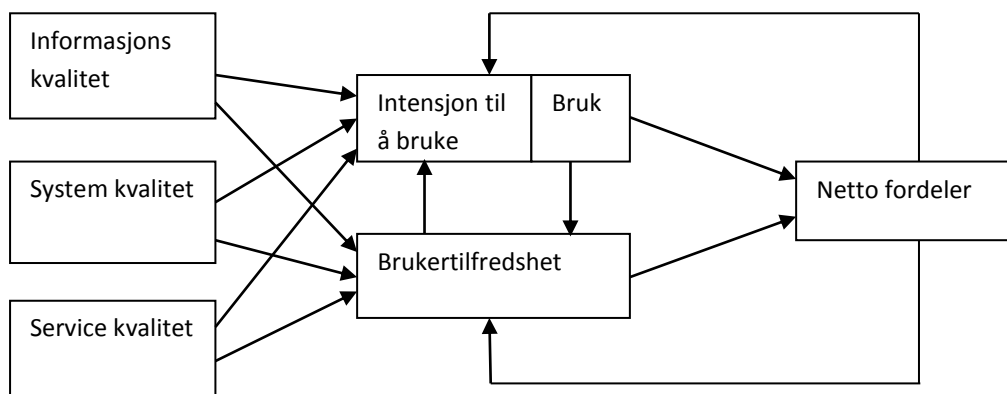 Informasjons
kvalitet
Intensjon til
å bruke
Bruk
System kvalitet
Netto fordeler
Brukertilfredshet
Service kvalitet